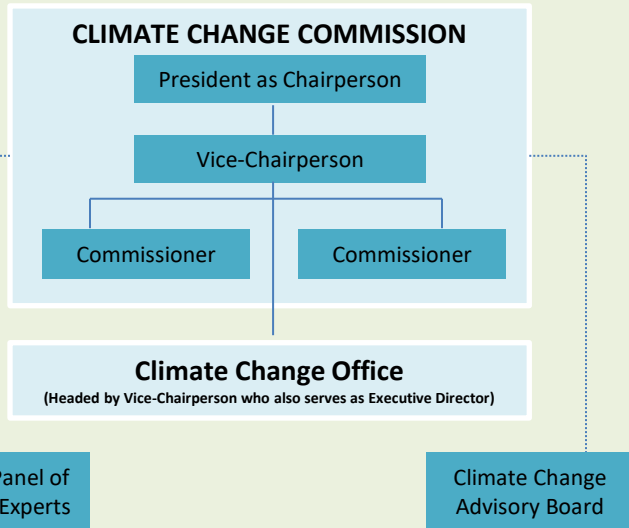 CLIMATE CHANGE COMMISSION
President as Chairperson
Vice-Chairperson
Commissioner
Commissioner
Climate Change Office
(Headed by Vice-Chairperson who also serves as Executive Director)
Panel of
Experts
Climate Change
Advisory Board